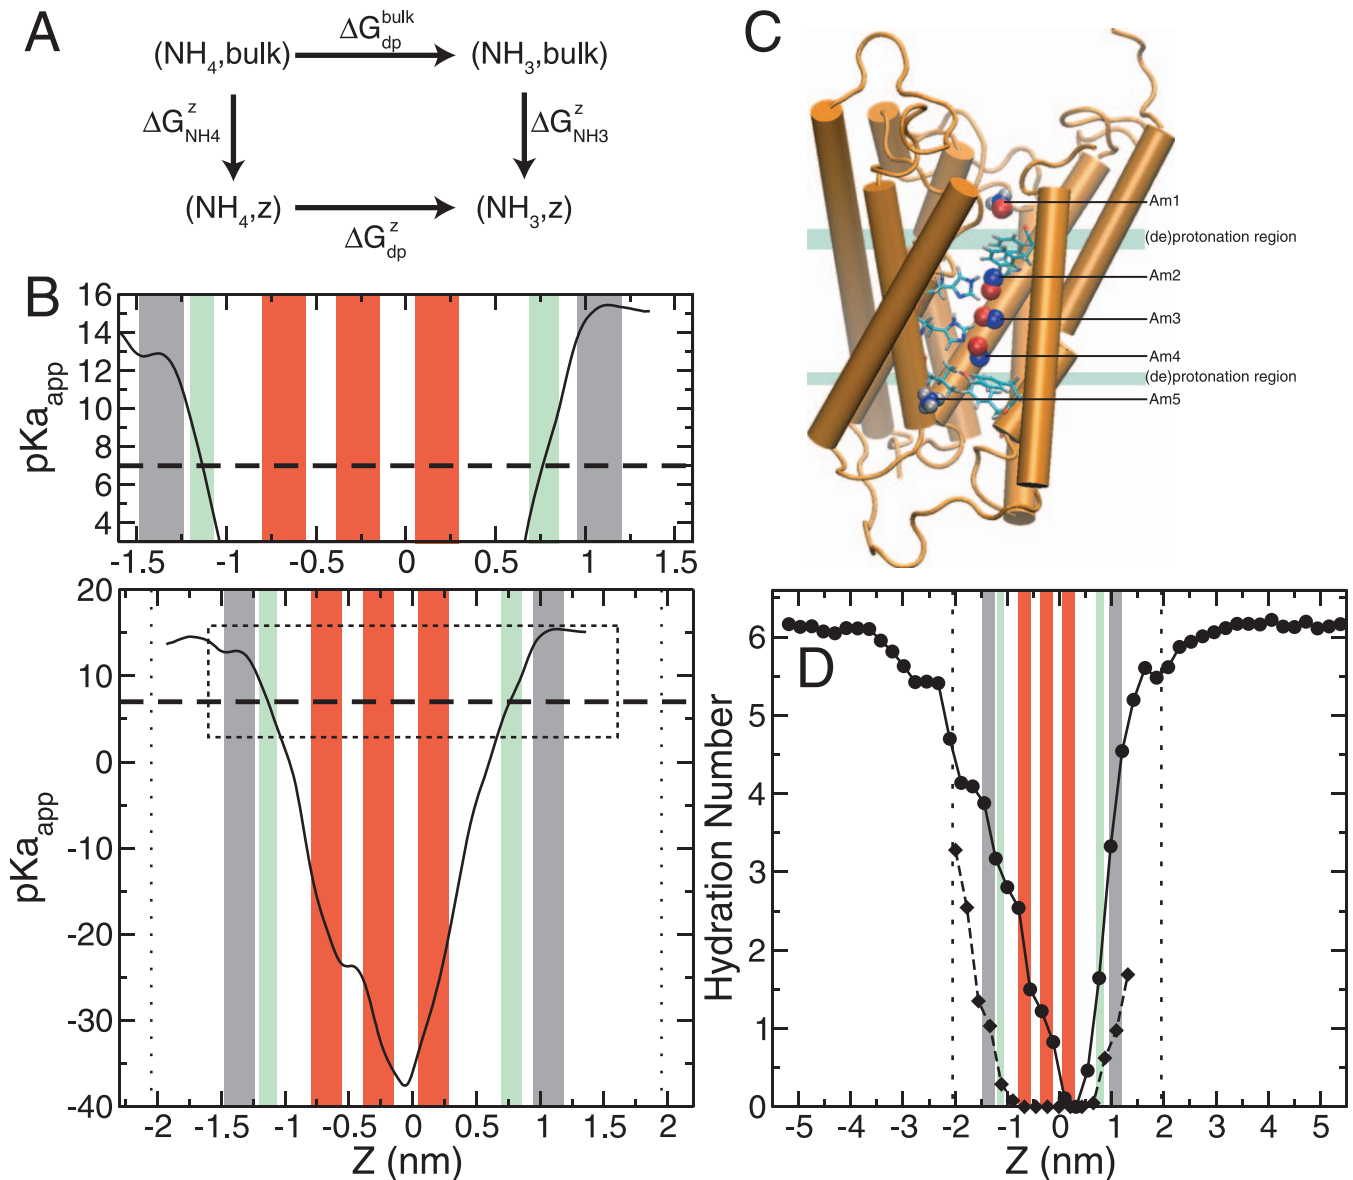 A
ΔG^bulk_dp
(NH4,bulk) (NH3,bulk)
ΔG^z_NH4 ΔG^z_NH3
(NH4,z) (NH3,z)
ΔG^z_dp
B
16
14
12
10
8
6
4
pKa_app
-1.5 -1 -0.5 0 0.5 1 1.5
20
10
0
-10
-20
-30
-40
pKa_app
-2 -1.5 -1 -0.5 0 0.5 1 1.5 2
Z (nm)
C
Am1
(de)protonation region
Am2
Am3
Am4
(de)protonation region
Am5
D
6
5
4
3
2
1
0
Hydration Number
-5 -4 -3 -2 -1 0 1 2 3 4 5
Z (nm)